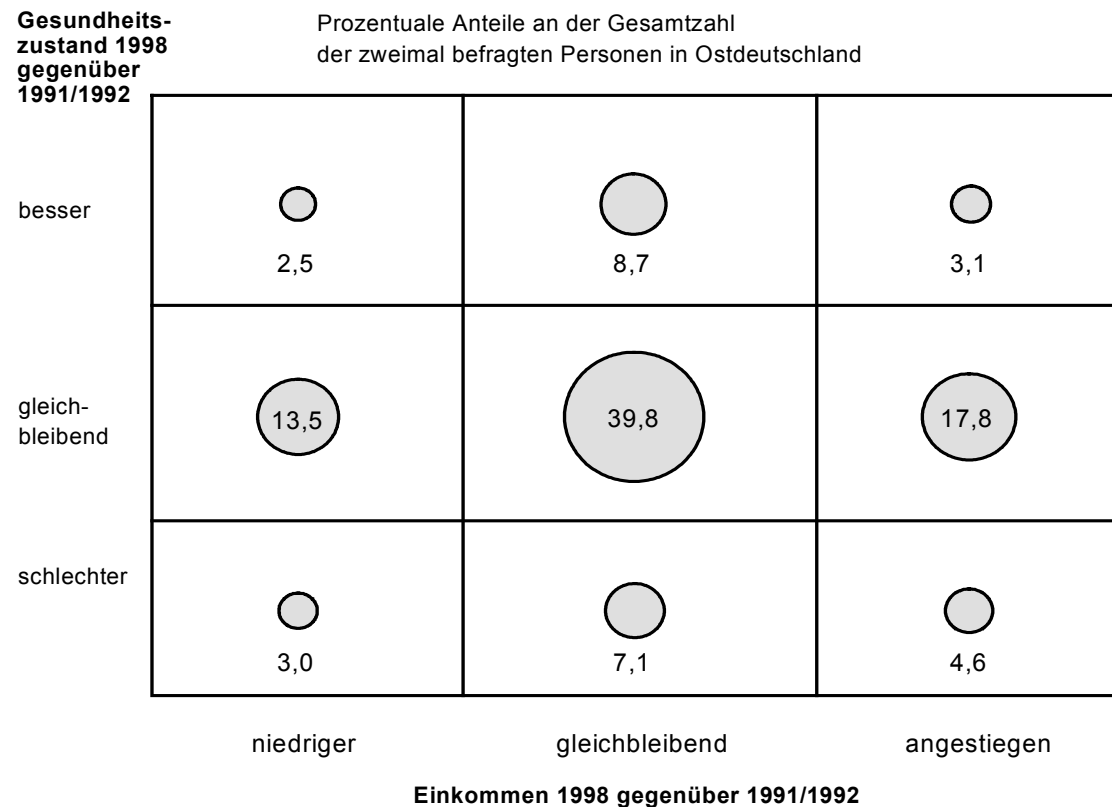 Gesundheits-
zustand 1998
gegenüber
1991/1992
Prozentuale Anteile an der Gesamtzahl
der zweimal befragten Personen in Ostdeutschland
besser
2,5
8,7
3,1
gleich-
bleibend
13,5
39,8
17,8
schlechter
3,0
7,1
4,6
niedriger
gleichbleibend
angestiegen
Einkommen 1998 gegenüber 1991/1992